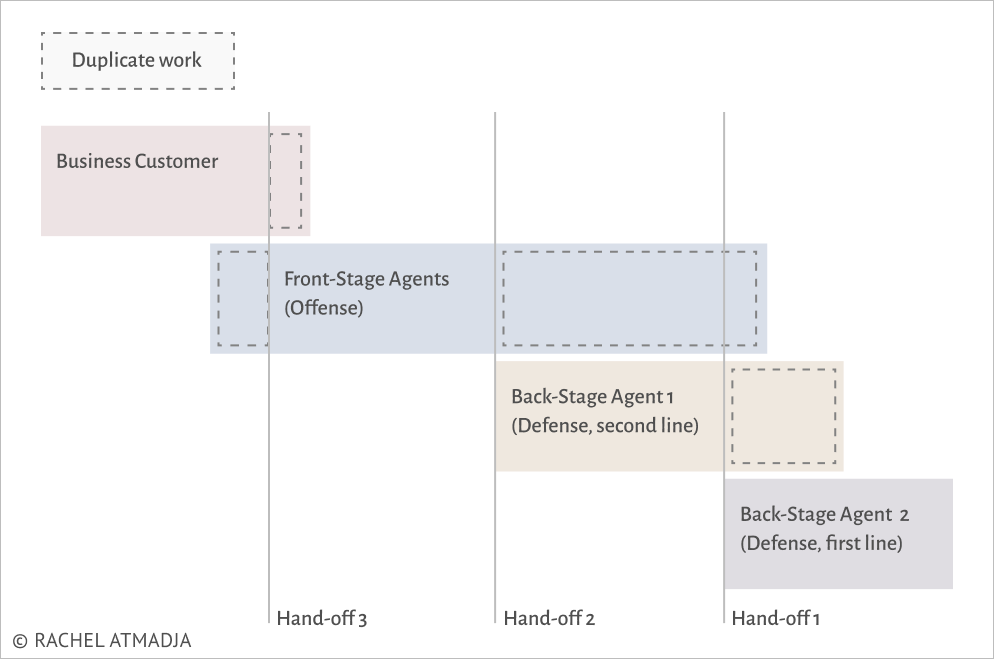 Duplicate work
Business Customer
Front-Stage Agents
(Offense)
Back-Stage Agent 1
(Defense, second line)
Back-Stage Agent 2
(Defense, first line)
Hand-off 3
Hand-off 2
Hand-off 1
© RACHEL ATMADJA